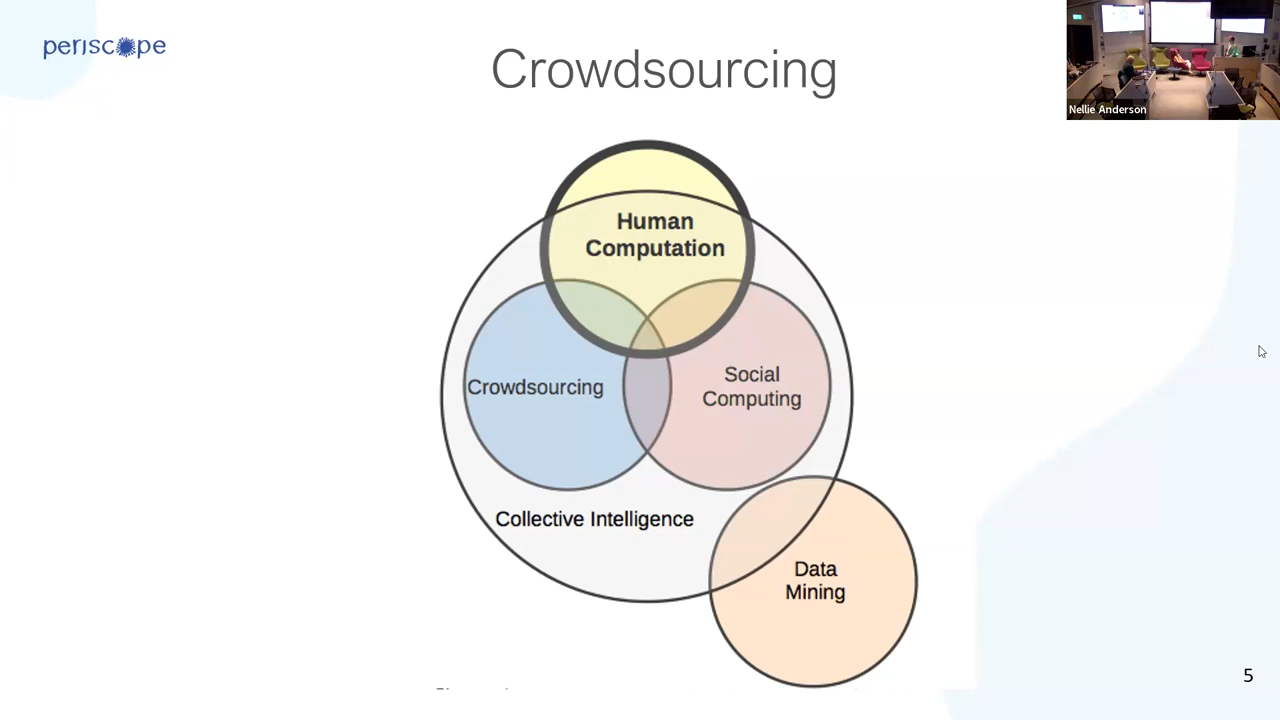 periscope
Crowdsourcing
Nellie Anderson
Human
Computation
Crowdsourcing
Social
Computing
Collective Intelligence
Data
Mining
5